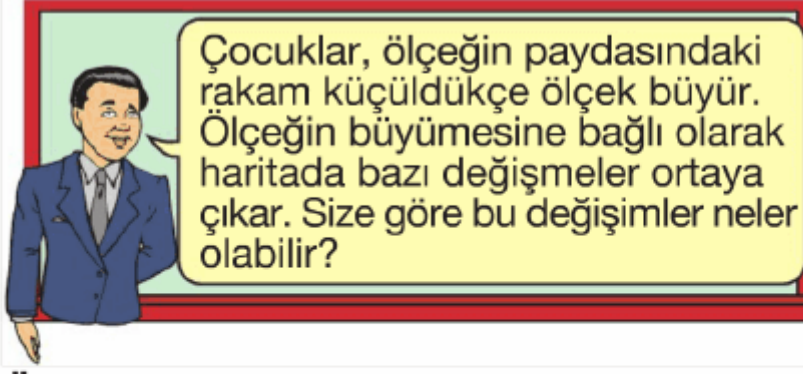 Çocuklar, ölçeğin paydasındaki
rakam küçüldükçe ölçek büyür.
Ölçeğin büyümesine bağlı olarak
haritada bazı değişmeler ortaya
çıkar. Size göre bu değişimler neler
olabilir?